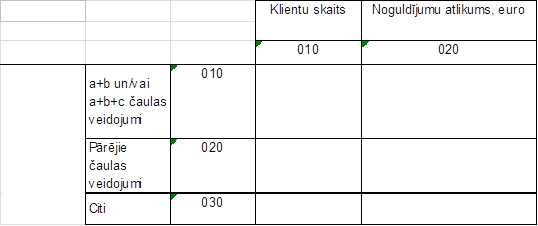 Klientu skaits
Noguldījumu atlikums, euro
010
020
a+b un/vai
a+b+c čaulas
veidojumi
010
Pārējie
čaulas
veidojumi
020
Citi
030